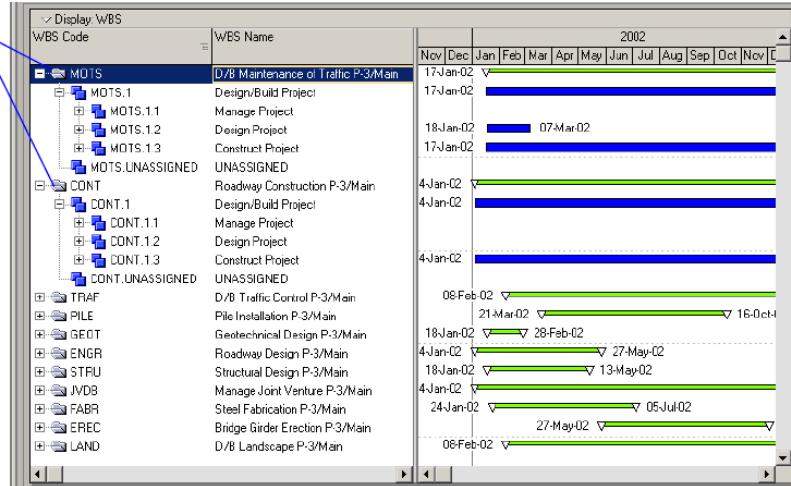 Display: WBS
WBS Code WBS Name 2002
Nov Dec Jan Feb Mar Apr May Jun Jul Aug Sep Oct Nov
MOTS D/B Maintenance of Traffic P-3/Main 17-Jan-02
MOTS.1 Design/Build Project 17-Jan-02
MOTS.1.1 Manage Project
MOTS.1.2 Design Project 18-Jan-02 07-Mar-02
MOTS.1.3 Construct Project 17-Jan-02
MOTS.UNASSIGNED UNASSIGNED
CONT Roadway Construction P-3/Main 4-Jan-02
CONT.1 Design/Build Project 4-Jan-02
CONT.1.1 Manage Project
CONT.1.2 Design Project
CONT.1.3 Construct Project 4-Jan-02
CONT.UNASSIGNED UNASSIGNED
TRAF D/B Traffic Control P-3/Main 08-Feb-02
PILE Pile Installation P-3/Main 21-Mar-02 16-Oct-
GEOT Geotechnical Design P-3/Main 18-Jan-02 28-Feb-02
ENGR Roadway Design P-3/Main 4-Jan-02 27-May-02
STRU Structural Design P-3/Main 18-Jan-02 13-May-02
JVDB Manage Joint Venture P-3/Main 4-Jan-02
FABR Steel Fabrication P-3/Main 24-Jan-02 05-Jul-02
EREC Bridge Girder Erection P-3/Main 27-May-02
LAND D/B Landscape P-3/Main 08-Feb-02